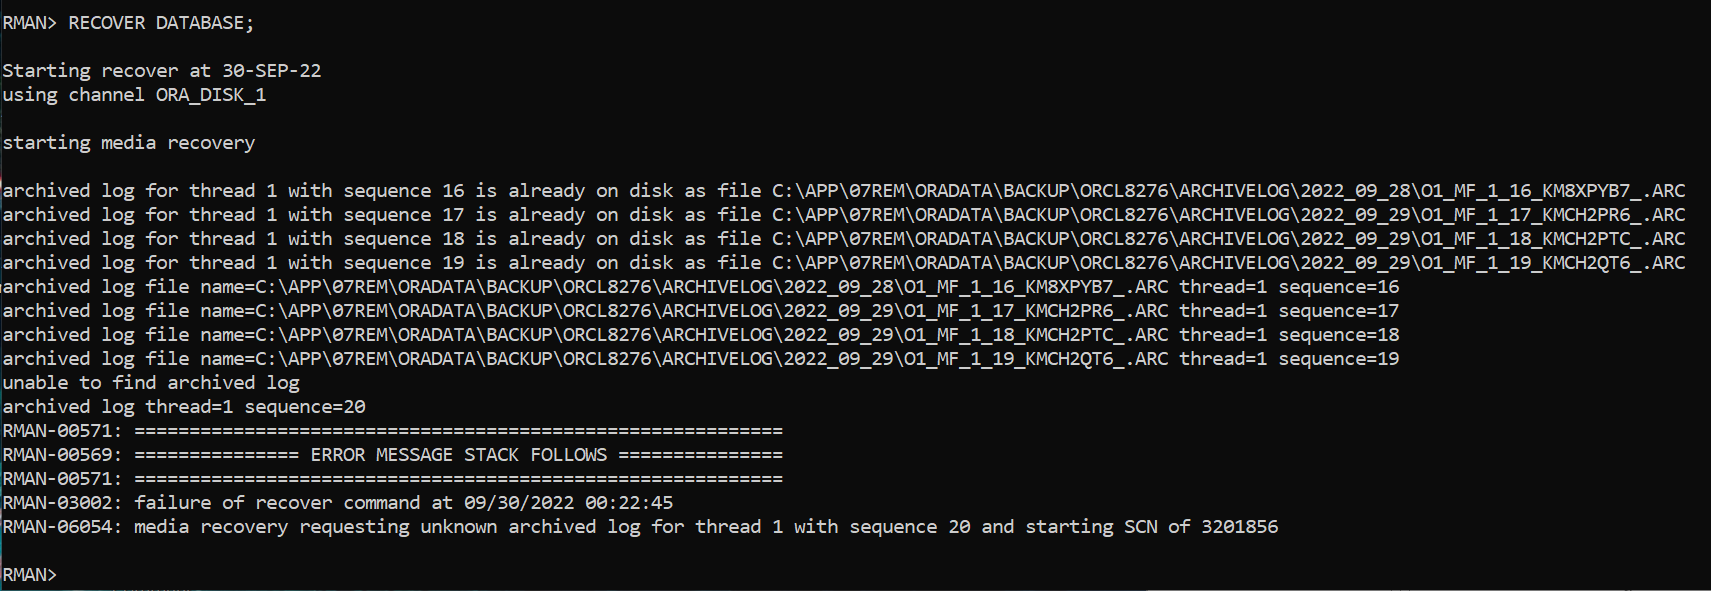 RMAN> RECOVER DATABASE;
Starting recover at 30-SEP-22
using channel ORA_DISK_1
starting media recovery
archived log for thread 1 with sequence 16 is already on disk as file C:\APP\07REM\ORADATA\BACKUP\ORCL8276\ARCHIVELOG\2022_09_28\O1_MF_1_16_KM8XPYB7_.ARC
archived log for thread 1 with sequence 17 is already on disk as file C:\APP\07REM\ORADATA\BACKUP\ORCL8276\ARCHIVELOG\2022_09_29\O1_MF_1_17_KMCH2PR6_.ARC
archived log for thread 1 with sequence 18 is already on disk as file C:\APP\07REM\ORADATA\BACKUP\ORCL8276\ARCHIVELOG\2022_09_29\O1_MF_1_18_KMCH2PTC_.ARC
archived log for thread 1 with sequence 19 is already on disk as file C:\APP\07REM\ORADATA\BACKUP\ORCL8276\ARCHIVELOG\2022_09_29\O1_MF_1_19_KMCH2QT6_.ARC
archived log file name=C:\APP\07REM\ORADATA\BACKUP\ORCL8276\ARCHIVELOG\2022_09_28\O1_MF_1_16_KM8XPYB7_.ARC thread=1 sequence=16
archived log file name=C:\APP\07REM\ORADATA\BACKUP\ORCL8276\ARCHIVELOG\2022_09_29\O1_MF_1_17_KMCH2PR6_.ARC thread=1 sequence=17
archived log file name=C:\APP\07REM\ORADATA\BACKUP\ORCL8276\ARCHIVELOG\2022_09_29\O1_MF_1_18_KMCH2PTC_.ARC thread=1 sequence=18
archived log file name=C:\APP\07REM\ORADATA\BACKUP\ORCL8276\ARCHIVELOG\2022_09_29\O1_MF_1_19_KMCH2QT6_.ARC thread=1 sequence=19
unable to find archived log
archived log thread=1 sequence=20
RMAN-00571: ===========================================================
RMAN-00569: =============== ERROR MESSAGE STACK FOLLOWS ===============
RMAN-00571: ===========================================================
RMAN-03002: failure of recover command at 09/30/2022 00:22:45
RMAN-06054: media recovery requesting unknown archived log for thread 1 with sequence 20 and starting SCN of 3201856
RMAN>